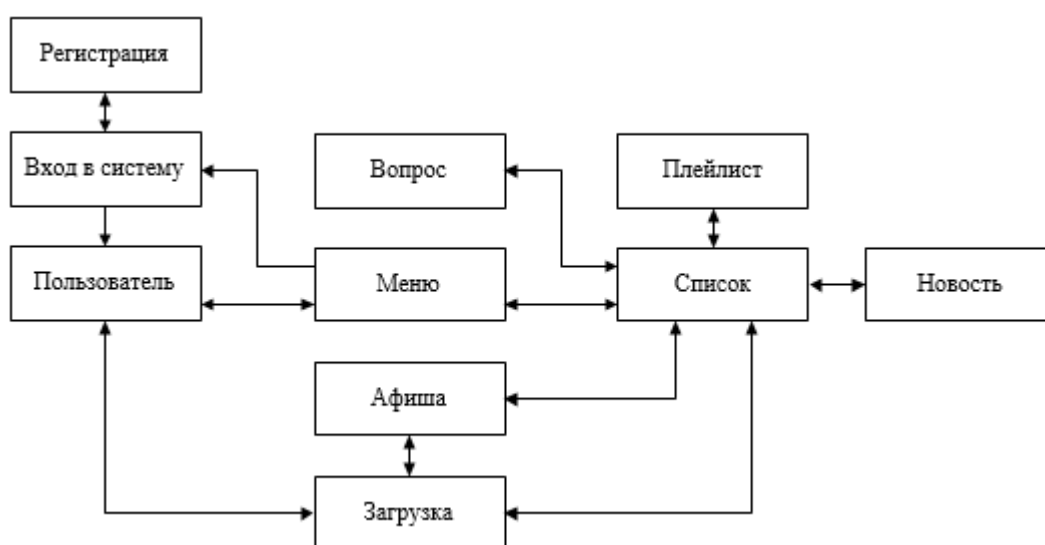 Регистрация
Вход в систему
Вопрос
Плейлист
Пользователь
Меню
Список
Новость
Афиша
Загрузка